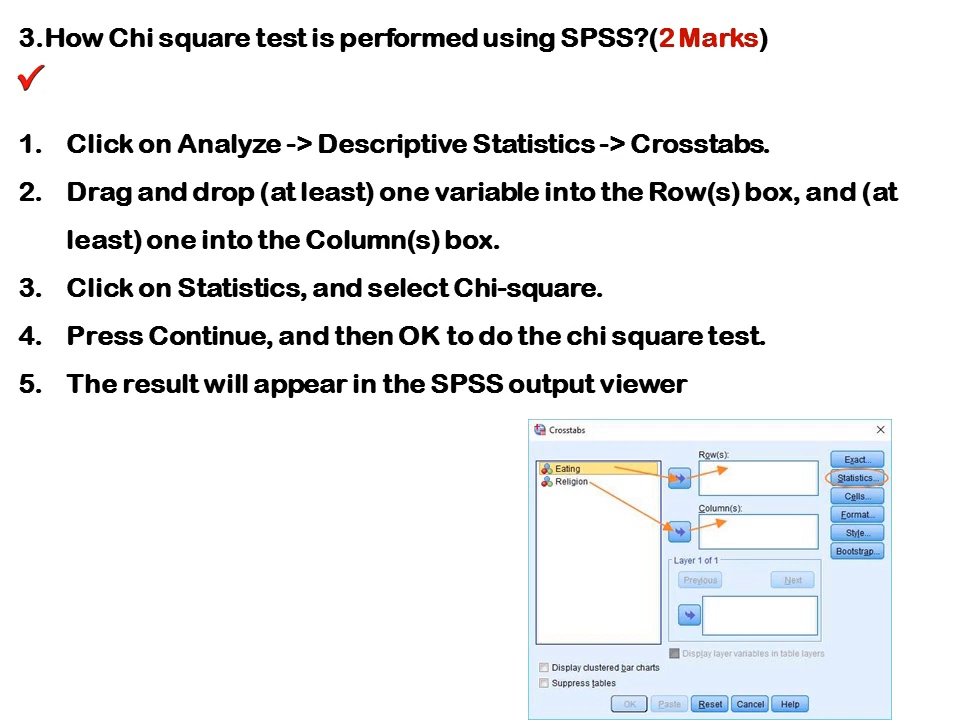 3.How Chi square test is performed using SPSS?(2 Marks)
1. Click on Analyze -> Descriptive Statistics -> Crosstabs.
2. Drag and drop (at least) one variable into the Row(s) box, and (at
least) one into the Column(s) box.
3. Click on Statistics, and select Chi-square.
4. Press Continue, and then OK to do the chi square test.
5. The result will appear in the SPSS output viewer
Crosstabs
Eating
Religion
Row(s):
Column(s):
Layer 1 of 1
Previous
Next
Display layer variables in table layers
Exact...
Statistics...
Cells...
Format...
Style...
Bootstrap...
Display clustered bar charts
Suppress tables
OK Paste Reset Cancel Help